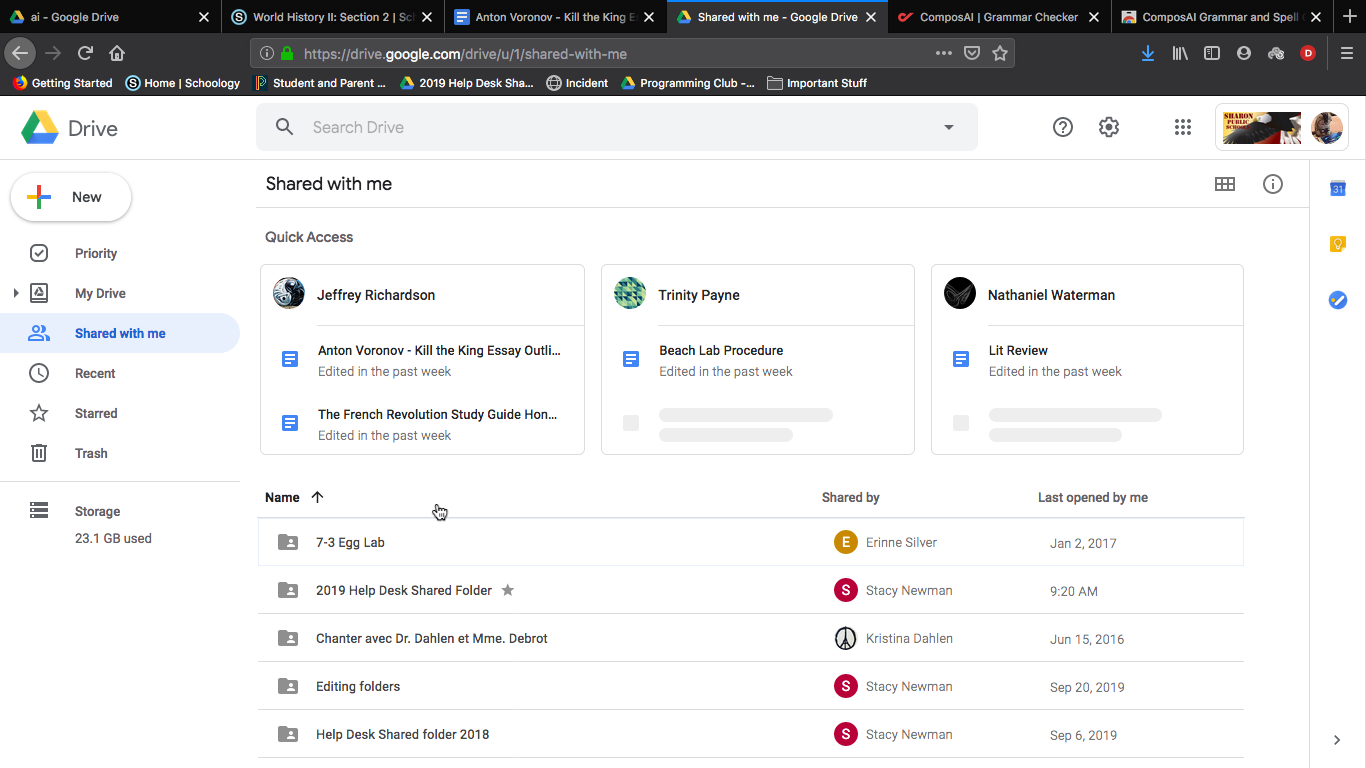 ai - Google Drive
World History II: Section 2 | Sch
Anton Voronov - Kill the King Es
Shared with me - Google Drive
ComposAI | Grammar Checker
ComposAI Grammar and Spell C
https://drive.google.com/drive/u/1/shared-with-me
Getting Started
Home | Schoology
Student and Parent ...
2019 Help Desk Sha...
Incident
Programming Club -...
Important Stuff
Drive
Search Drive
SHARON
PUBLIC
SCHOOLS
New
Priority
My Drive
Shared with me
Recent
Starred
Trash
Storage
23.1 GB used
Shared with me
31
Quick Access
Jeffrey Richardson
Anton Voronov - Kill the King Essay Outli...
Edited in the past week
The French Revolution Study Guide Hon...
Edited in the past week
Trinity Payne
Beach Lab Procedure
Edited in the past week
Nathaniel Waterman
Lit Review
Edited in the past week
Name Shared by Last opened by me
7-3 Egg Lab E Erinne Silver Jan 2, 2017
2019 Help Desk Shared Folder S Stacy Newman 9:20 AM
Chanter avec Dr. Dahlen et Mme. Debrot Kristina Dahlen Jun 15, 2016
Editing folders S Stacy Newman Sep 20, 2019
Help Desk Shared folder 2018 S Stacy Newman Sep 6, 2019